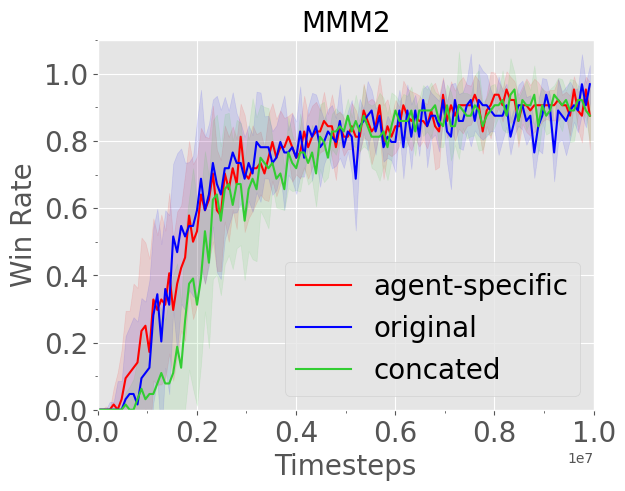 MMM2
Win Rate
1.0
0.8
0.6
0.4
0.2
0.0
agent-specific
original
concated
0.0 0.2 0.4 0.6 0.8 1.0
Timesteps
1e7